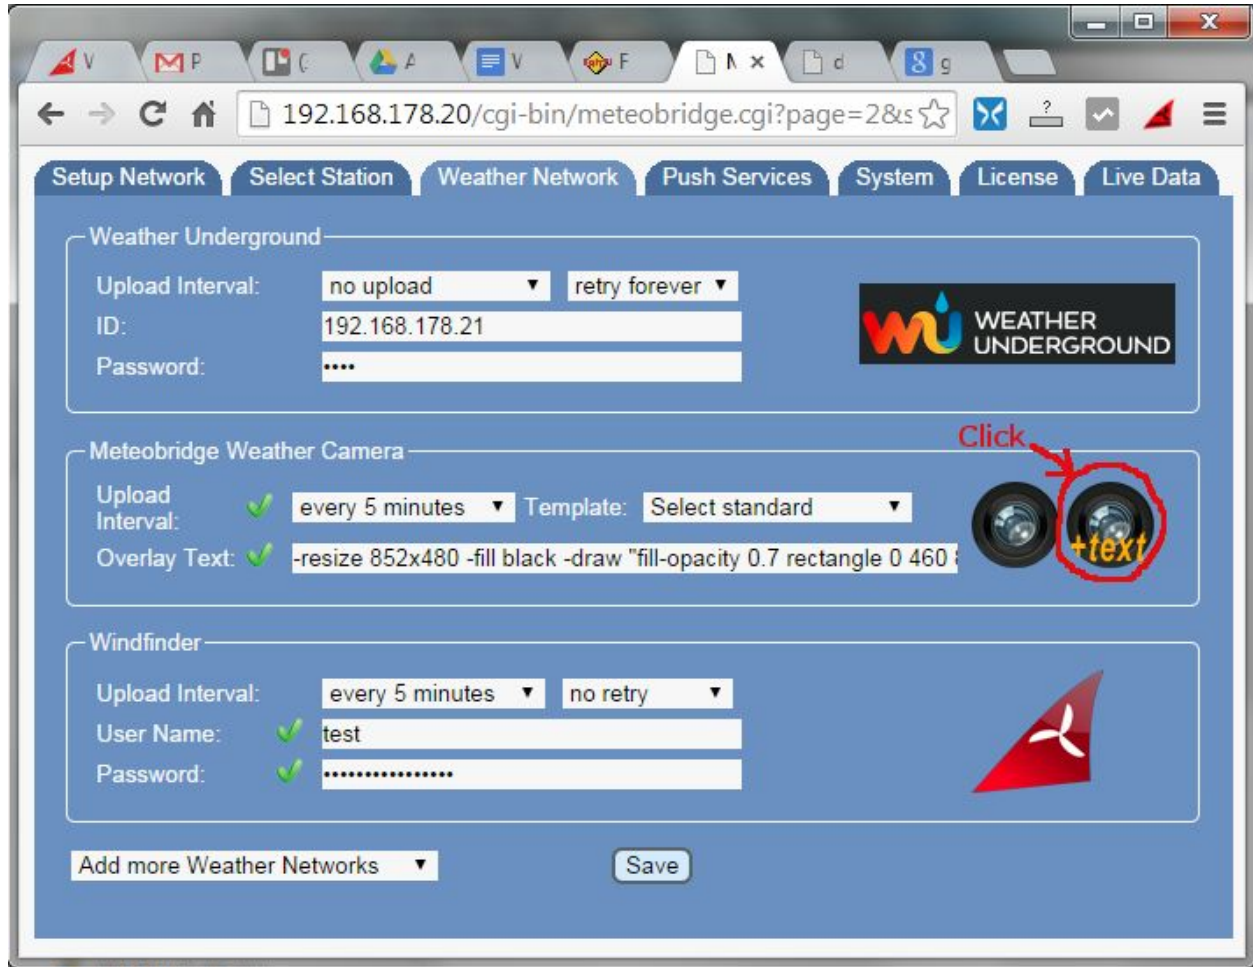 V
P
C
A
V
F
N
d
g
192.168.178.20/cgi-bin/meteobridge.cgi?page=2&s
?
Setup Network Select Station Weather Network Push Services System License Live Data
Weather Underground
Upload Interval: no upload retry forever
ID: 192.168.178.21
Password: ••••
WU WEATHER
UNDERGROUND
Click
Meteobridge Weather Camera
Upload
Interval: every 5 minutes Template: Select standard
Overlay Text: -resize 852x480 -fill black -draw "fill-opacity 0.7 rectangle 0 460
+text
Windfinder
Upload Interval: every 5 minutes no retry
User Name: test
Password: ••••••••••••••••
Add more Weather Networks Save